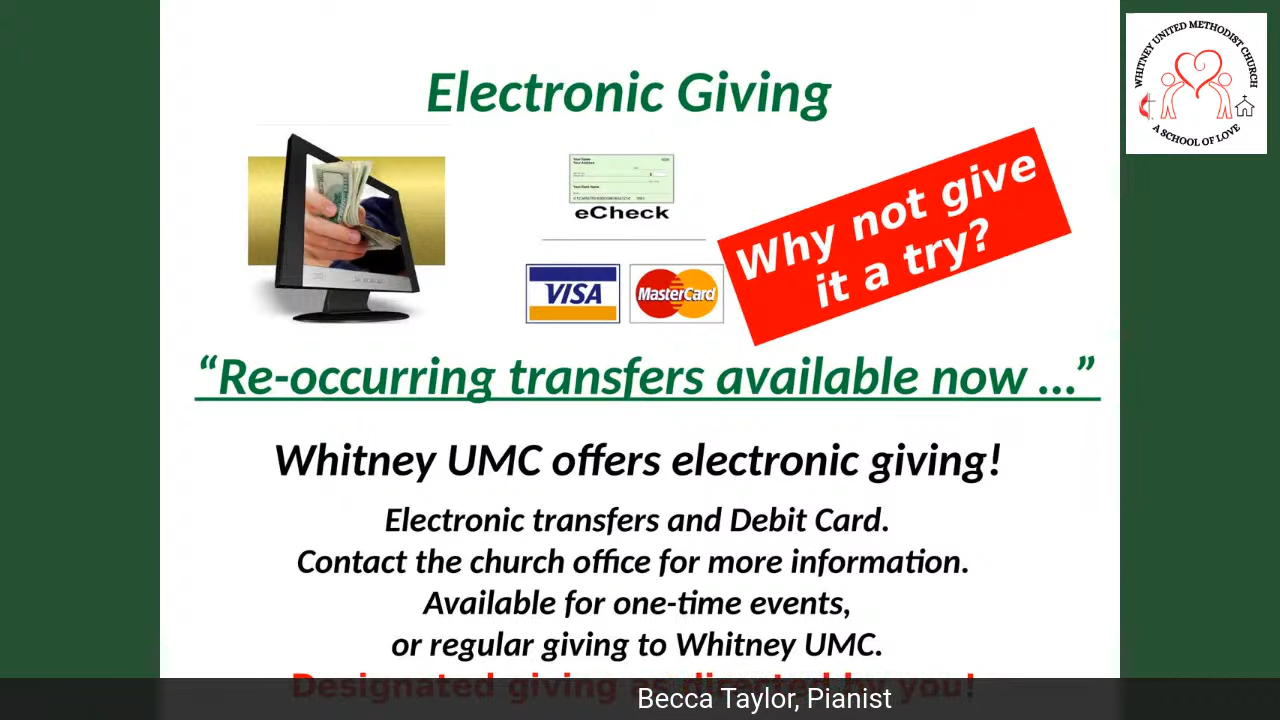 WHITNEY UNITED METHODIST CHURCH
A SCHOOL OF LOVE
Electronic Giving
eCheck
VISA
MasterCard
Why not give
it a try?
“Re-occurring transfers available now ...”
Whitney UMC offers electronic giving!
Electronic transfers and Debit Card.
Contact the church office for more information.
Available for one-time events,
or regular giving to Whitney UMC.
Designated giving as directed by you!
Becca Taylor, Pianist